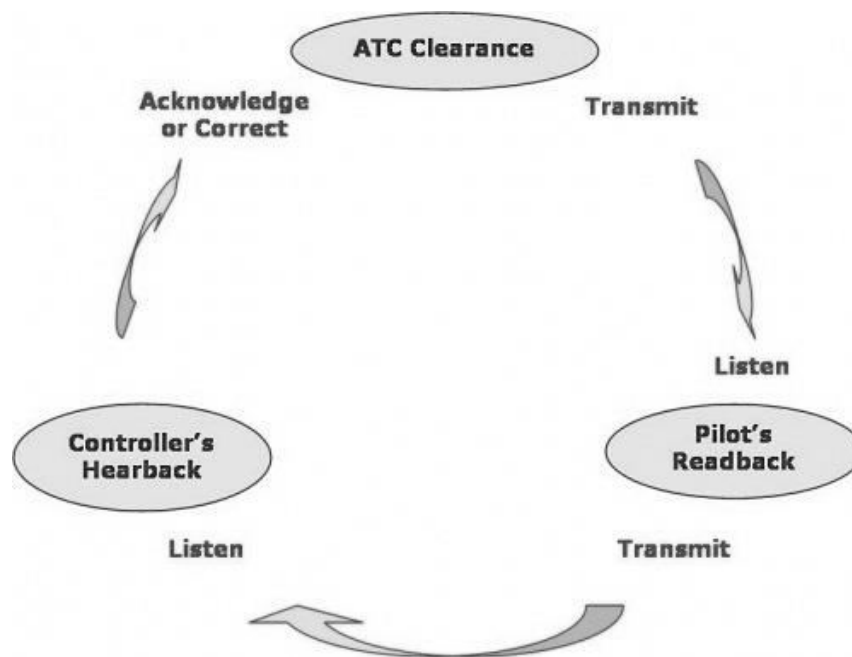 ATC Clearance
Acknowledge
or Correct
Transmit
Listen
Controller's
Hearback
Pilot's
Readback
Listen
Transmit